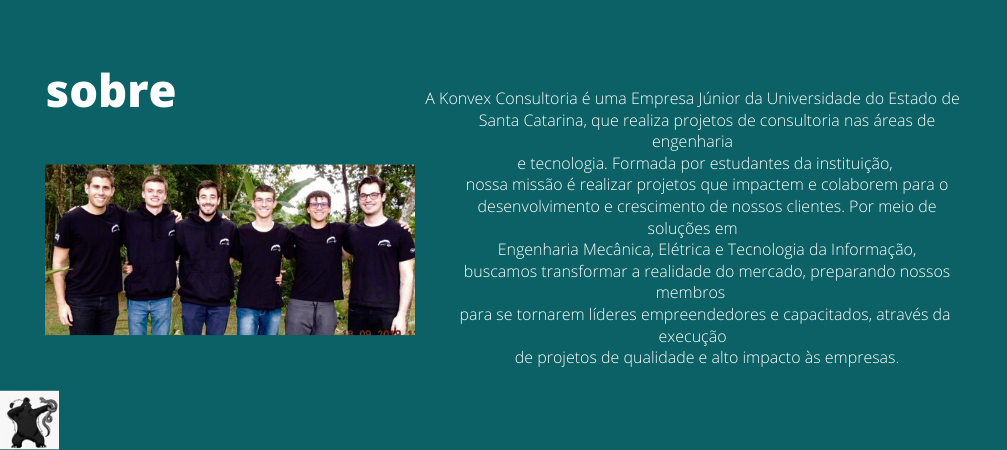 sobre
A Konvex Consultoria é uma Empresa Júnior da Universidade do Estado de
Santa Catarina, que realiza projetos de consultoria nas áreas de
engenharia
e tecnologia. Formada por estudantes da instituição,
nossa missão é realizar projetos que impactem e colaborem para o
desenvolvimento e crescimento de nossos clientes. Por meio de
soluções em
Engenharia Mecânica, Elétrica e Tecnologia da Informação,
buscamos transformar a realidade do mercado, preparando nossos
membros
para se tornarem líderes empreendedores e capacitados, através da
execução
de projetos de qualidade e alto impacto às empresas.